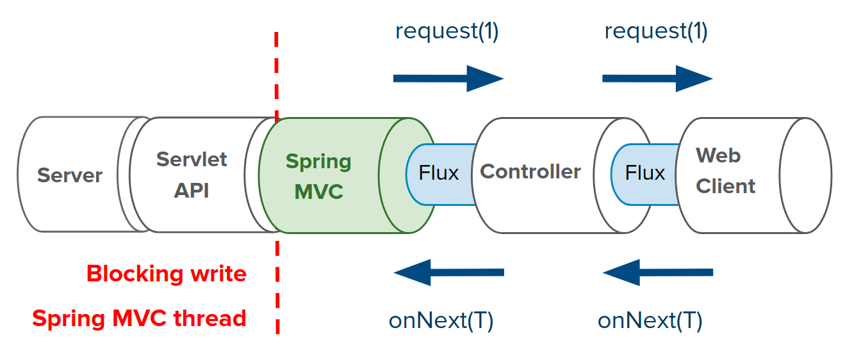 request(1)
request(1)
Server
Servlet
API
Spring
MVC
Flux
Controller
Flux
Web
Client
Blocking write
Spring MVC thread
onNext(T)
onNext(T)